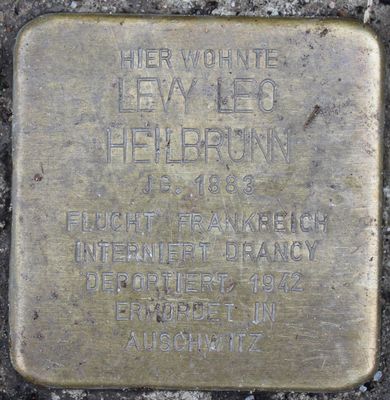 HIER WOHNTE
LEVY LEO
HEILBRUNN
JG. 1883
FLUCHT FRANKREICH
INTERNIERT DRANCY
DEPORTIERT 1942
ERMORDET IN
AUSCHWITZ